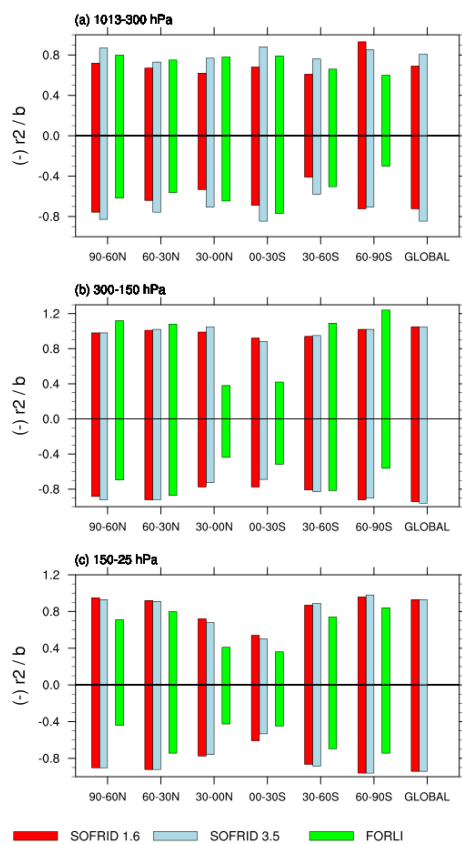 (a) 1013-300 hPa
0.8
0.4
0.0
-0.4
-0.8
(-) r2 / b
90-60N 60-30N 30-00N 00-30S 30-60S 60-90S GLOBAL
(b) 300-150 hPa
1.2
0.8
0.4
0.0
-0.4
-0.8
(-) r2 / b
90-60N 60-30N 30-00N 00-30S 30-60S 60-90S GLOBAL
(c) 150-25 hPa
1.2
0.8
0.4
0.0
-0.4
-0.8
(-) r2 / b
90-60N 60-30N 30-00N 00-30S 30-60S 60-90S GLOBAL
SOFRID 1.6 SOFRID 3.5 FORLI